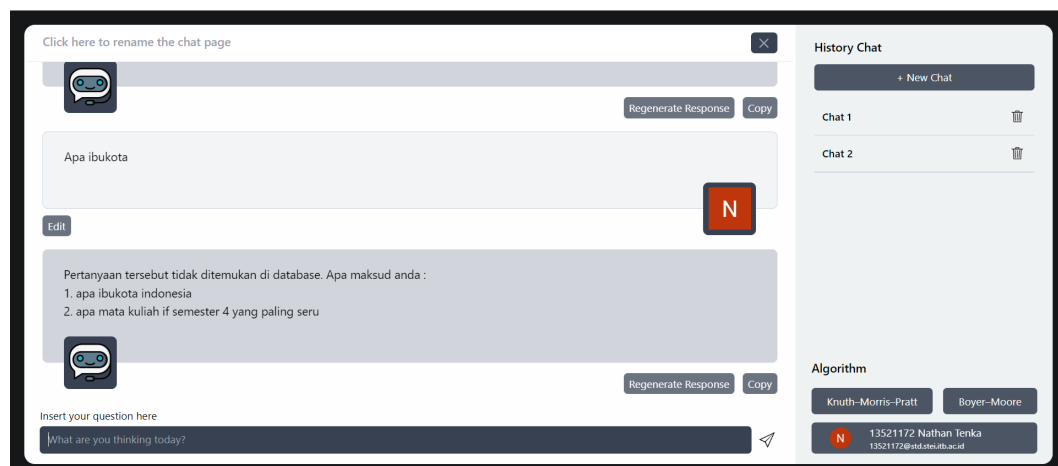 Click here to rename the chat page
Regenerate Response
Copy
Apa ibukota
N
Edit
Pertanyaan tersebut tidak ditemukan di database. Apa maksud anda :
1. apa ibukota indonesia
2. apa mata kuliah if semester 4 yang paling seru
Regenerate Response
Copy
Insert your question here
What are you thinking today?
History Chat
+ New Chat
Chat 1
Chat 2
Algorithm
Knuth–Morris–Pratt
Boyer–Moore
N
13521172 Nathan Tenka
13521172@std.stei.itb.ac.id